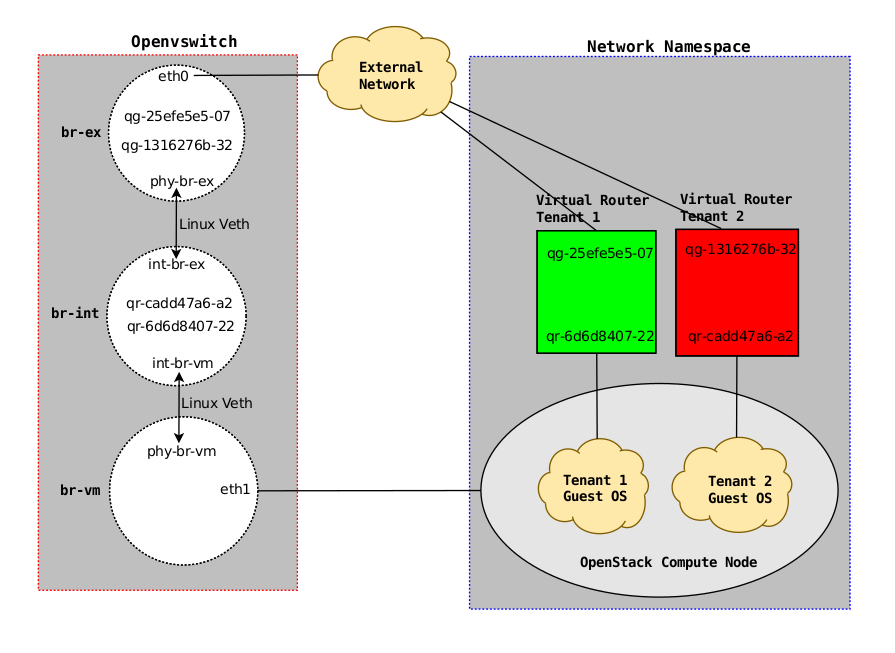 Openvswitch
eth0
qg-25efe5e5-07
br-ex
qg-1316276b-32
phy-br-ex
Linux Veth
int-br-ex
qr-cadd47a6-a2
br-int
qr-6d6d8407-22
int-br-vm
Linux Veth
phy-br-vm
br-vm
eth1
External
Network
Network Namespace
Virtual Router
Tenant 1
qg-25efe5e5-07
qr-6d6d8407-22
Virtual Router
Tenant 2
qg-1316276b-32
qr-cadd47a6-a2
Tenant 1
Guest OS
Tenant 2
Guest OS
OpenStack Compute Node